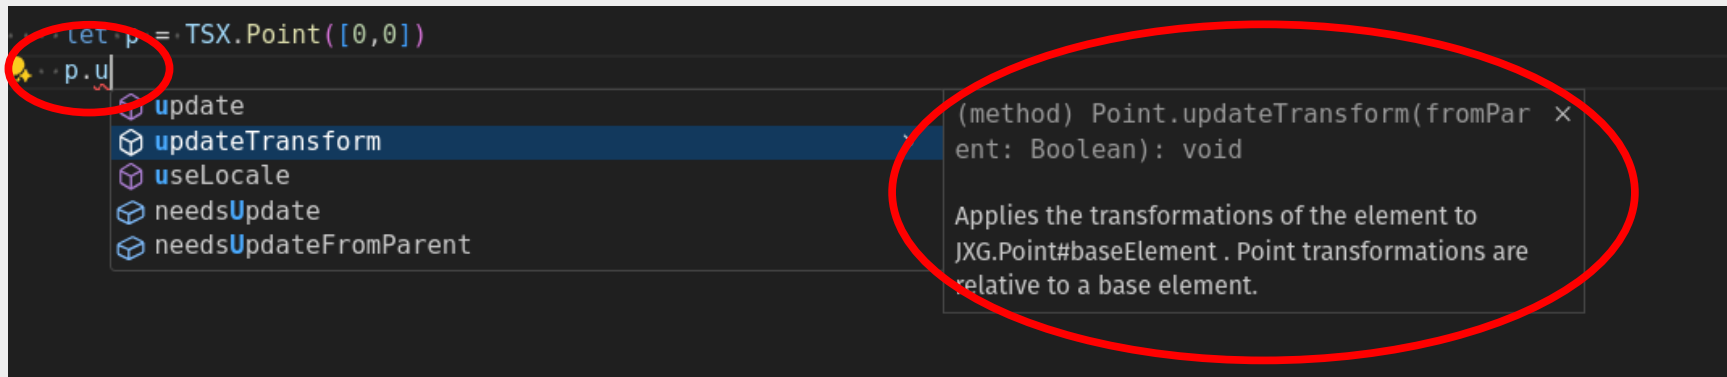 let p = TSX.Point([0,0])
p.u
update
updateTransform
useLocale
needsUpdate
needsUpdateFromParent
(method) Point.updateTransform(fromPar
ent: Boolean): void
Applies the transformations of the element to
JXG.Point#baseElement . Point transformations are
relative to a base element.